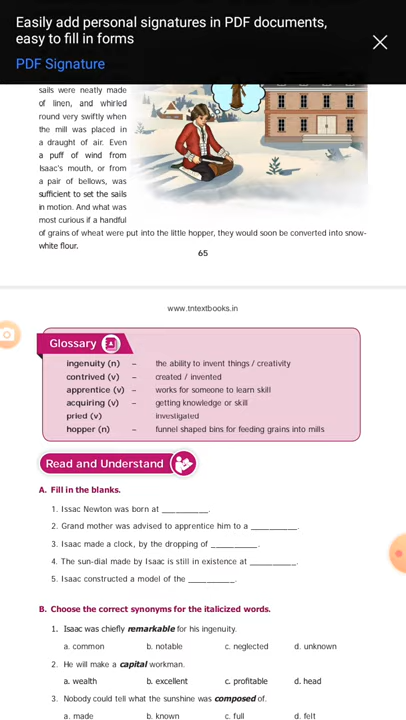 Easily add personal signatures in PDF documents,
easy to fill in forms
PDF Signature
sails were neatly made
of linen, and whirled
round very swiftly when
the mill was placed in
a draught of air. Even
a puff of wind from
Isaac's mouth, or from
a pair of bellows, was
sufficient to set the sails
in motion. And what was
most curious if a handful
of grains of wheat were put into the little hopper, they would soon be converted into snow-
white flour.
65
www.tntextbooks.in
Glossary
ingenuity (n) – the ability to invent things / creativity
contrived (v) – created / invented
apprentice (v) – works for someone to learn skill
acquiring (v) – getting knowledge or skill
pried (v) investigated
hopper (n) – funnel shaped bins for feeding grains into mills
Read and Understand
A. Fill in the blanks.
1. Issac Newton was born at __________.
2. Grand mother was advised to apprentice him to a __________.
3. Isaac made a clock, by the dropping of __________.
4. The sun-dial made by Isaac is still in existence at __________.
5. Isaac constructed a model of the __________.
B. Choose the correct synonyms for the italicized words.
1. Isaac was chiefly remarkable for his ingenuity.
a. common b. notable c. neglected d. unknown
2. He will make a capital workman.
a. wealth b. excellent c. profitable d. head
3. Nobody could tell what the sunshine was composed of.
a. made b. known c. full d. felt